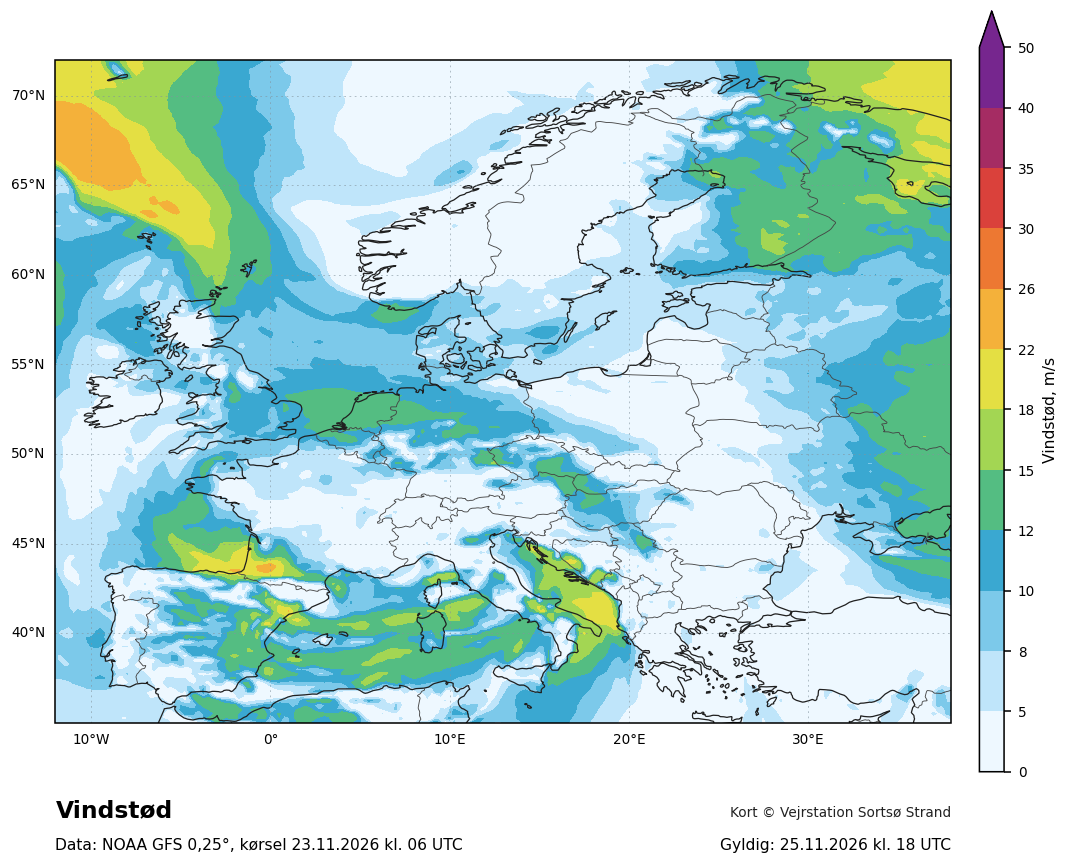 50
40
35
30
26
22
18
15
12
10
8
5
0
Vindstød, m/s
70°N
65°N
60°N
55°N
50°N
45°N
40°N
10°W
0°
10°E
20°E
30°E
Vindstød
Kort © Vejrstation Sortsø Strand
Data: NOAA GFS 0,25°, kørsel 23.11.2026 kl. 06 UTC
Gyldig: 25.11.2026 kl. 18 UTC